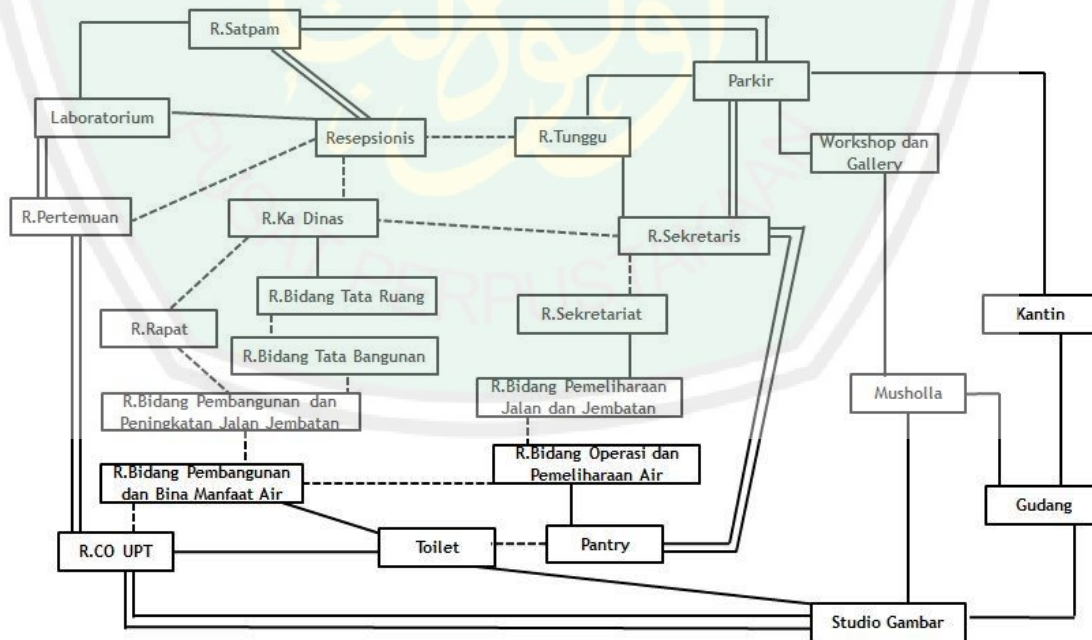 R.Satpam
Parkir
Laboratorium
Resepsionis
R.Tunggu
Workshop dan
Gallery
R.Pertemuan
R.Ka Dinas
R.Sekretaris
R.Bidang Tata Ruang
R.Rapat
R.Sekretariat
Kantin
R.Bidang Tata Bangunan
R.Bidang Pembangunan dan
Peningkatan Jalan Jembatan
R.Bidang Pemeliharaan
Jalan dan Jembatan
Musholla
R.Bidang Pembangunan
dan Bina Manfaat Air
R.Bidang Operasi dan
Pemeliharaan Air
Gudang
R.CO UPT
Toilet
Pantry
Studio Gambar
PUSAT PERPUSTAKAAN